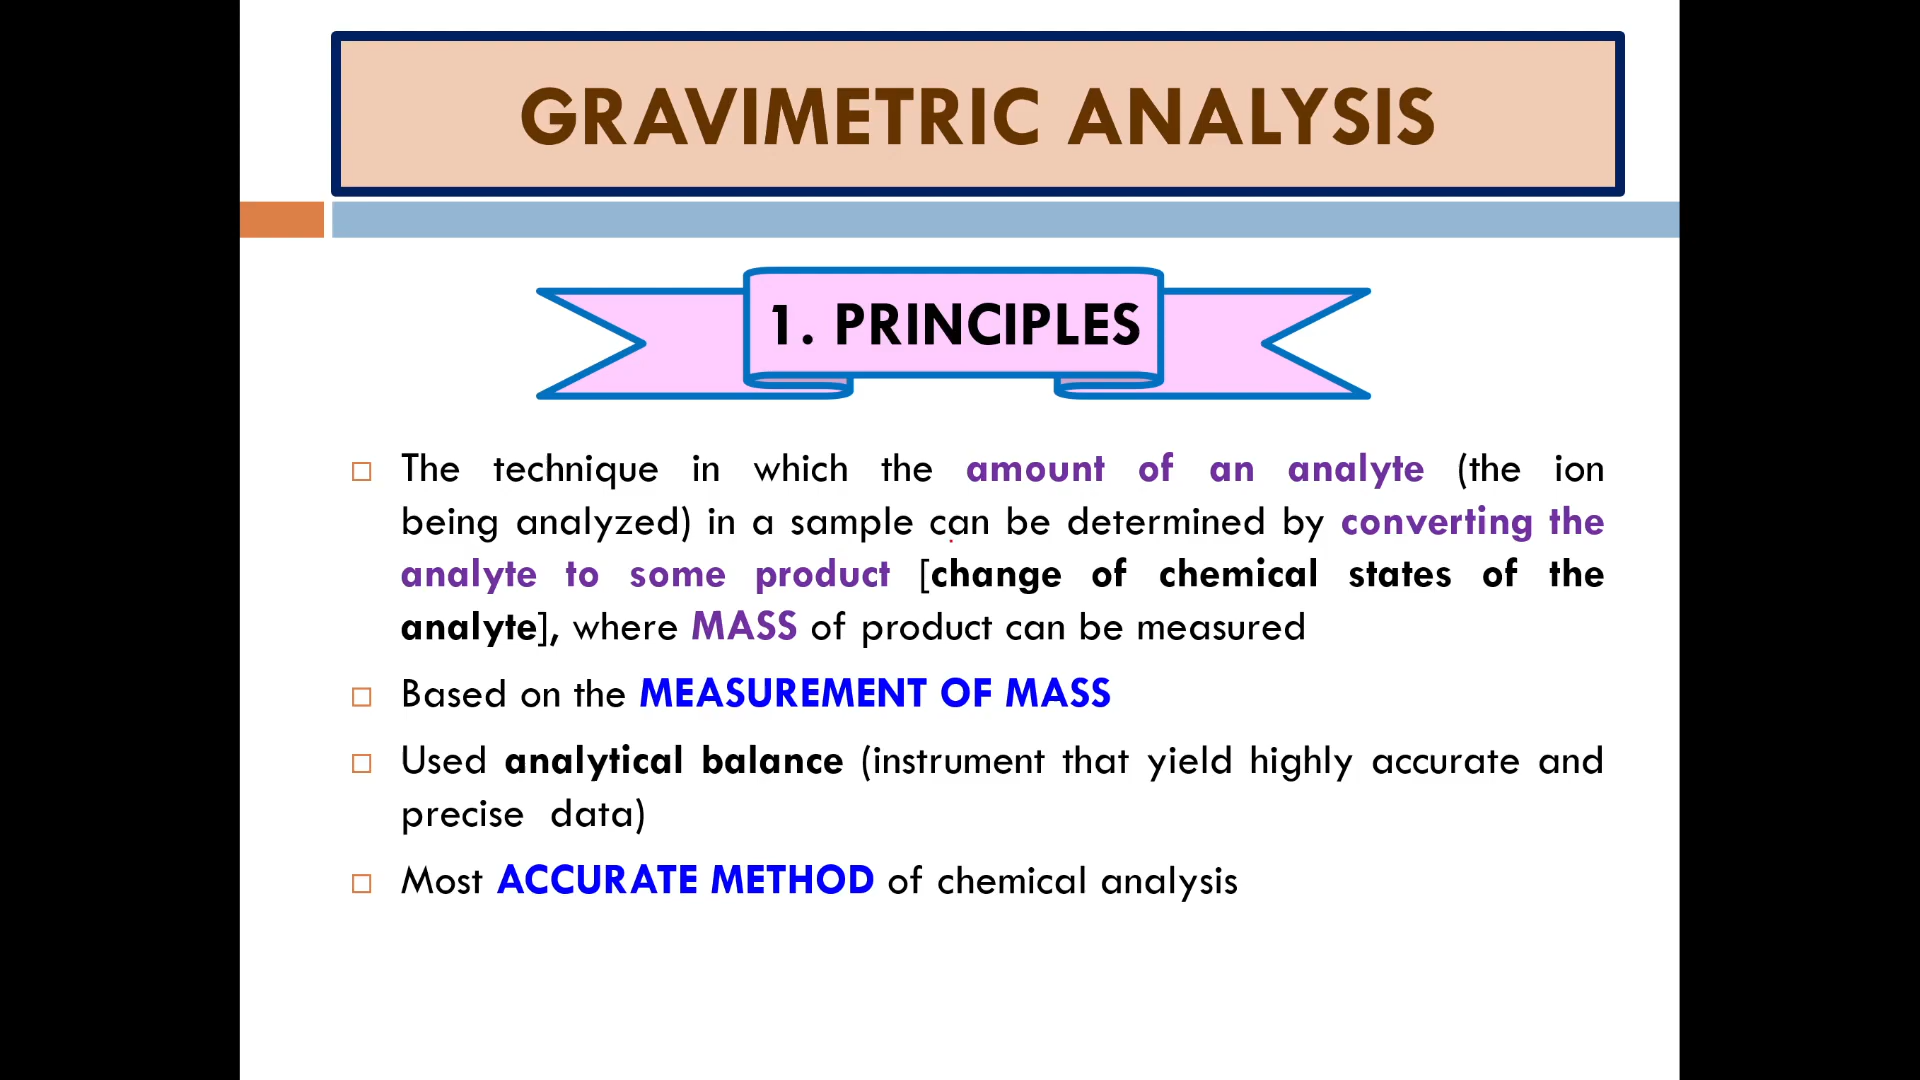 GRAVIMETRIC ANALYSIS
1. PRINCIPLES
The technique in which the amount of an analyte (the ion
being analyzed) in a sample can be determined by converting the
analyte to some product [change of chemical states of the
analyte], where MASS of product can be measured
Based on the MEASUREMENT OF MASS
Used analytical balance (instrument that yield highly accurate and
precise data)
Most ACCURATE METHOD of chemical analysis